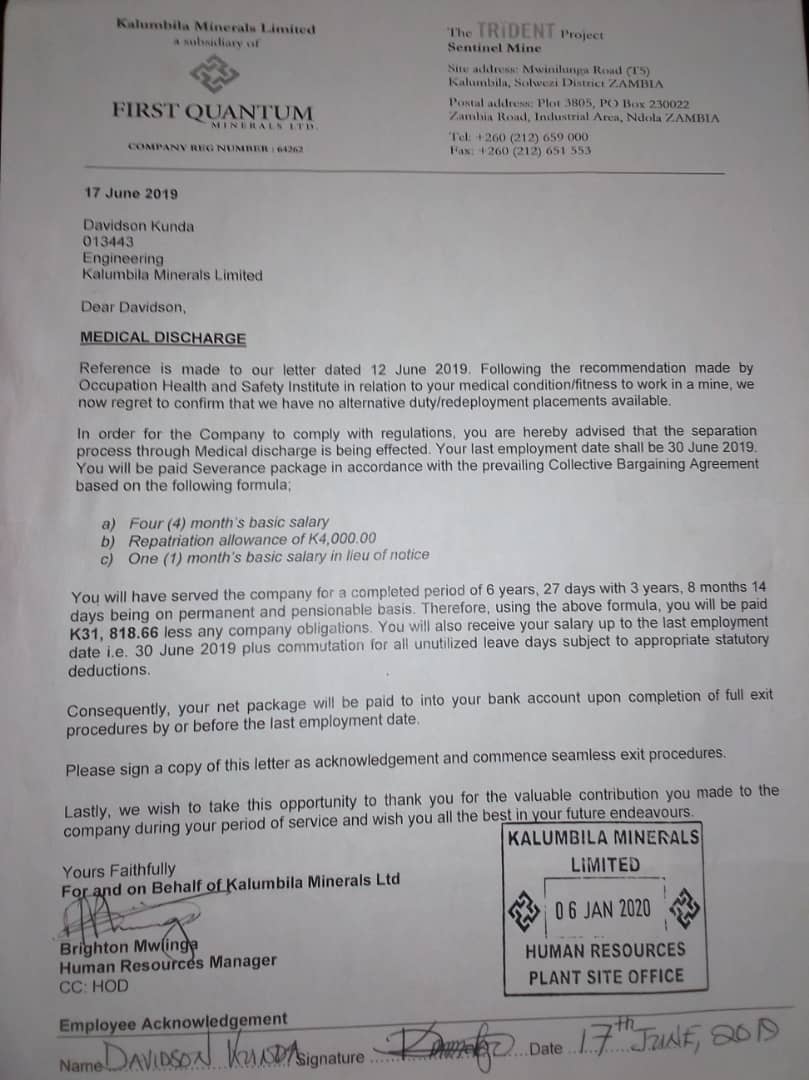 Kalumbila Minerals Limited
a subsidiary of
FIRST QUANTUM
MINERALS LTD.
COMPANY REG NUMBER : 64262
The TRiDENT Project
Sentinel Mine
Site address: Mwinilunga Road (T5)
Kalumbila, Solwezi District ZAMBIA
Postal address: Plot 3805, PO Box 230022
Zambia Road, Industrial Area, Ndola ZAMBIA
Tel: +260 (212) 659 000
Fax: +260 (212) 651 553
17 June 2019
Davidson Kunda
013443
Engineering
Kalumbila Minerals Limited
Dear Davidson,
MEDICAL DISCHARGE
Reference is made to our letter dated 12 June 2019. Following the recommendation made by
Occupation Health and Safety Institute in relation to your medical condition/fitness to work in a mine, we
now regret to confirm that we have no alternative duty/redeployment placements available.
In order for the Company to comply with regulations, you are hereby advised that the separation
process through Medical discharge is being effected. Your last employment date shall be 30 June 2019.
You will be paid Severance package in accordance with the prevailing Collective Bargaining Agreement
based on the following formula;
a) Four (4) month's basic salary
b) Repatriation allowance of K4,000.00
c) One (1) month's basic salary in lieu of notice
You will have served the company for a completed period of 6 years, 27 days with 3 years, 8 months 14
days being on permanent and pensionable basis. Therefore, using the above formula, you will be paid
K31, 818.66 less any company obligations. You will also receive your salary up to the last employment
date i.e. 30 June 2019 plus commutation for all unutilized leave days subject to appropriate statutory
deductions.
Consequently, your net package will be paid to into your bank account upon completion of full exit
procedures by or before the last employment date.
Please sign a copy of this letter as acknowledgement and commence seamless exit procedures.
Lastly, we wish to take this opportunity to thank you for the valuable contribution you made to the
company during your period of service and wish you all the best in your future endeavours.
Yours Faithfully
For and on Behalf of Kalumbila Minerals Ltd
Brighton Mwiinga
Human Resources Manager
CC: HOD
KALUMBILA MINERALS
LIMITED
06 JAN 2020
HUMAN RESOURCES
PLANT SITE OFFICE
Employee Acknowledgement
Name DAVIDSON KUNDA Signature ............ Date 17th JUNE, 2019